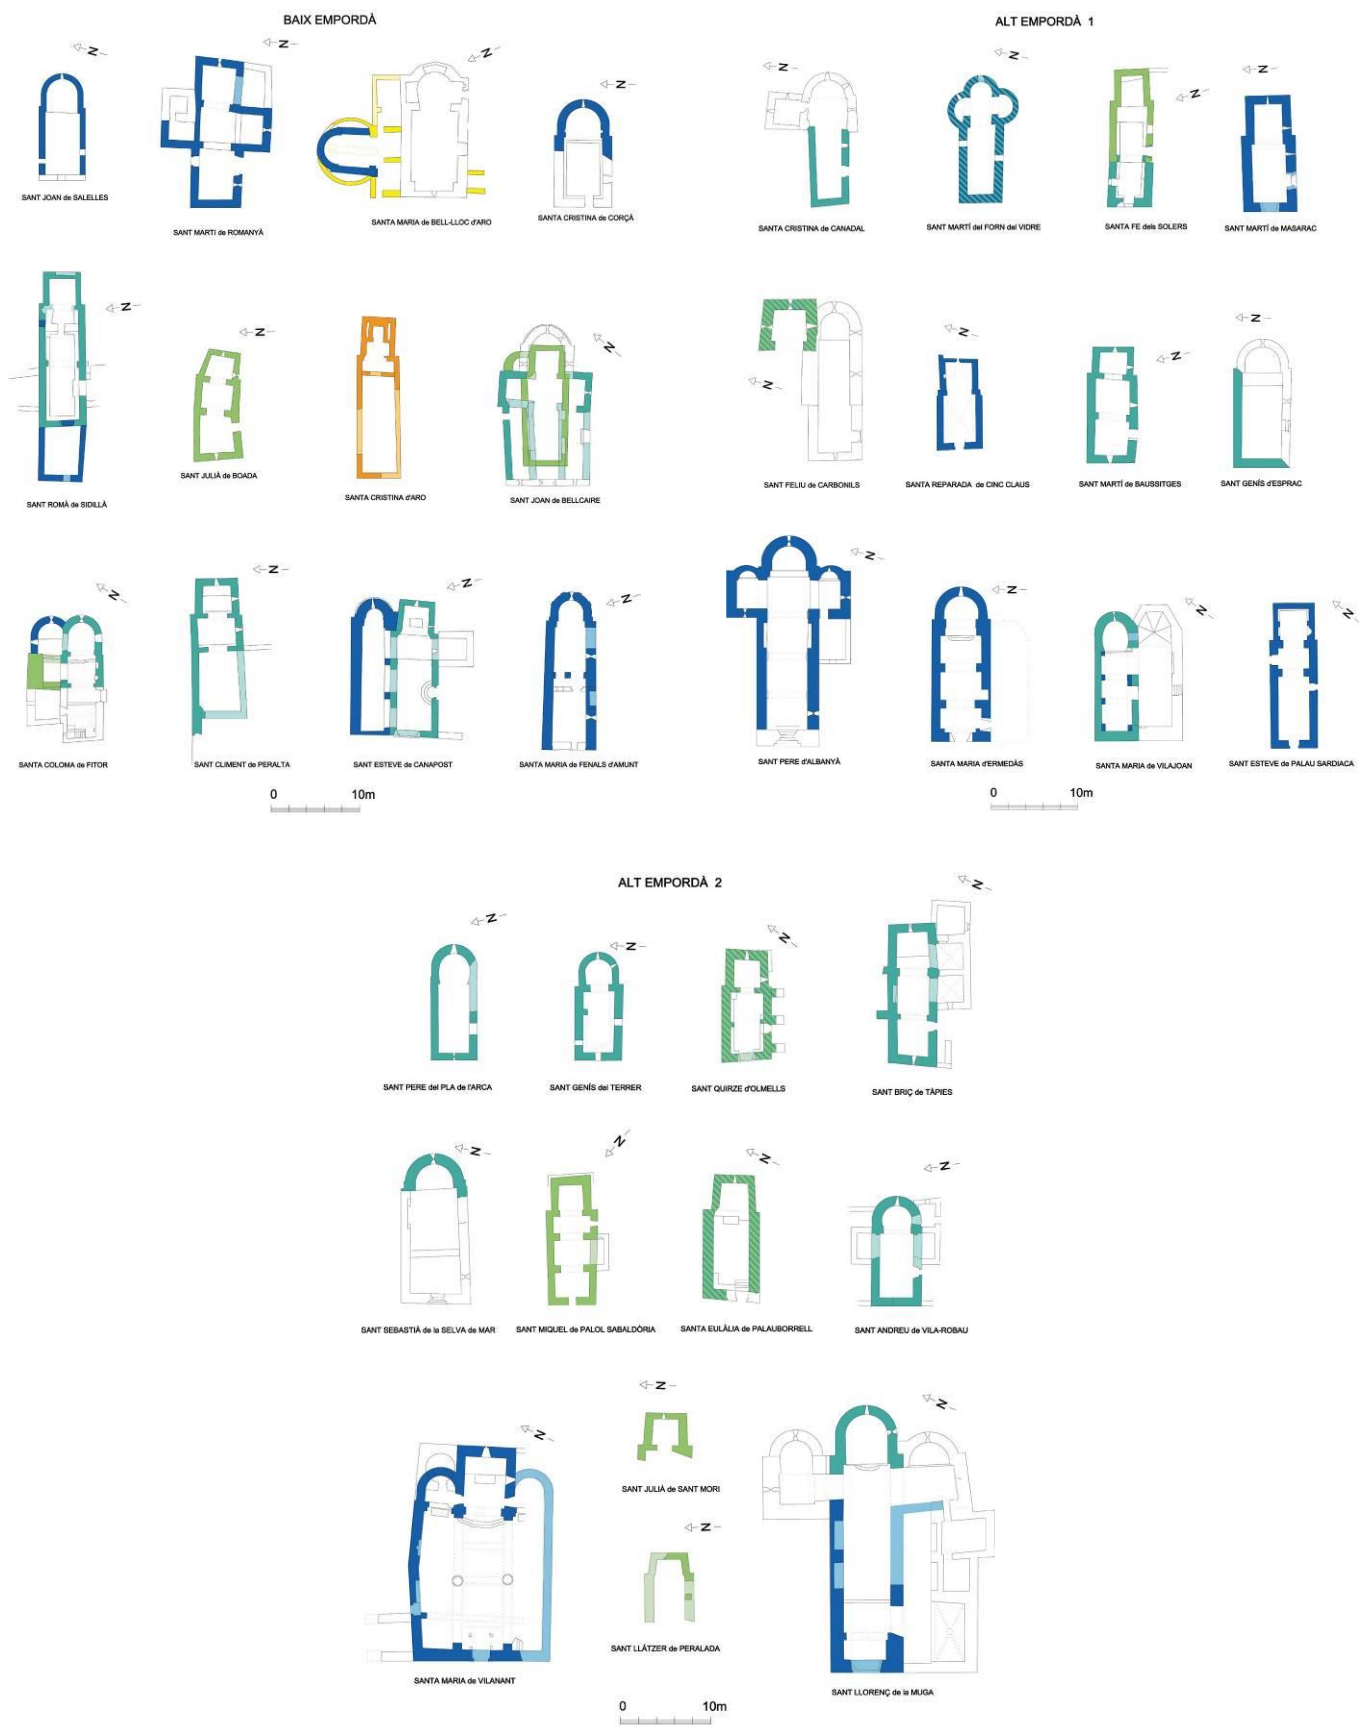 BAIX EMPORDÀ
N
N
N
N
SANT JOAN de SALELLES
SANT MARTI de ROMANYÀ
SANTA MARIA de BELL-LLOC d'ARO
SANTA CRISTINA de CORÇÀ
N
N
N
SANT ROMÀ de SIDILLÀ
SANT JULIÀ de BOADA
SANTA CRISTINA d'ARO
SANT JOAN de BELLCAIRE
N
N
N
N
SANTA COLOMA de FITOR
SANT CLIMENT de PERALTA
SANT ESTEVE de CANAPOST
SANTA MARIA de FENALS d'AMUNT
0 10m
ALT EMPORDÀ 1
N
N
N
N
SANTA CRISTINA de CANADAL
SANT MARTÍ del FORN del VIDRE
SANTA FE dels SOLERS
SANT MARTÍ de MASARAC
N
N
N
N
SANT FELIU de CARBONILS
SANTA REPARADA de CINC CLAUS
SANT MARTÍ de BAUSSITGES
SANT GENÍS d'ESPRAC
N
N
N
N
SANT PERE d'ALBANYÀ
SANTA MARIA d'ERMEDÀS
SANTA MARIA de VILAJOAN
SANT ESTEVE de PALAU SARDIACA
0 10m
ALT EMPORDÀ 2
N
N
N
N
SANT PERE del PLA de l'ARCA
SANT GENÍS del TERRER
SANT QUIRZE d'OLMELLS
SANT BRIÇ de TÀPIES
N
N
N
N
SANT SEBASTIÀ de la SELVA de MAR
SANT MIQUEL de PALOL SABALDÒRIA
SANTA EULÀLIA de PALAUBORRELL
SANT ANDREU de VILA-ROBAU
N
N
N
SANT JULIÀ de SANT MORI
N
SANT LLÀTZER de PERALADA
SANTA MARIA de VILANANT
SANT LLORENÇ de la MUGA
0 10m